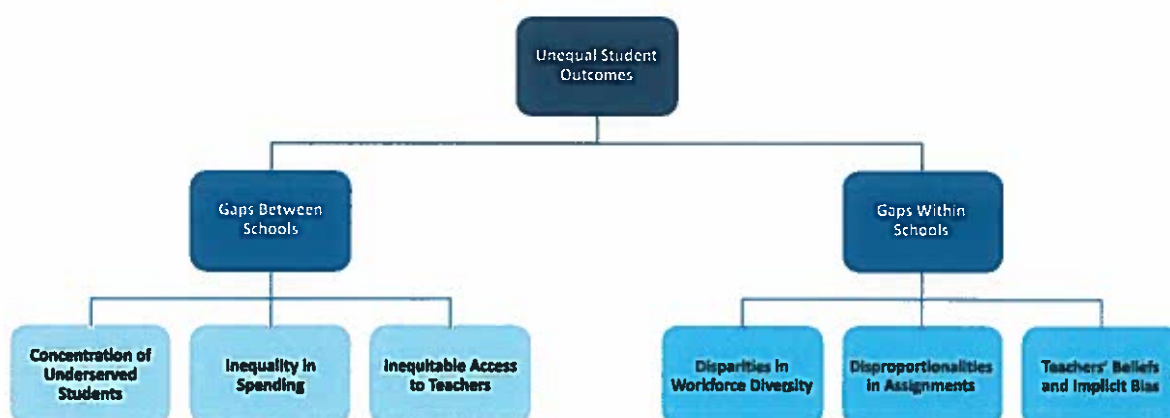 Unequal Student
Outcomes
Gaps Between
Schools
Gaps Within
Schools
Concentration of
Underserved
Students
Inequality in
Spending
Inequitable Access
to Teachers
Disparities in
Workforce Diversity
Disproportionalities
in Assignments
Teachers' Beliefs
and Implicit Bias